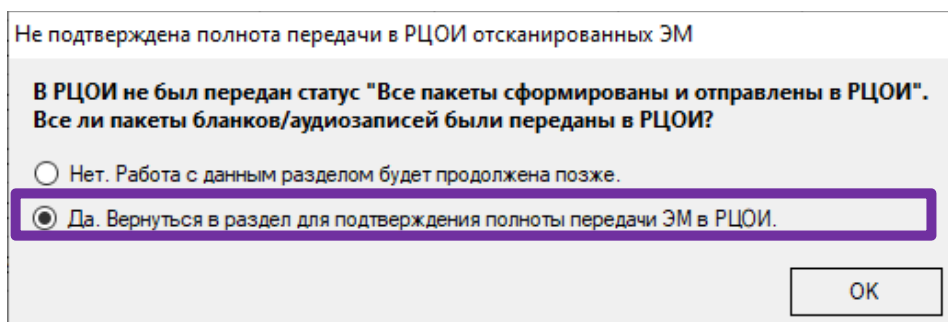 Не подтверждена полнота передачи в РЦОИ отсканированных ЭМ
В РЦОИ не был передан статус "Все пакеты сформированы и отправлены в РЦОИ".
Все ли пакеты бланков/аудиозаписей были переданы в РЦОИ?
Нет. Работа с данным разделом будет продолжена позже.
Да. Вернуться в раздел для подтверждения полноты передачи ЭМ в РЦОИ.
ОК